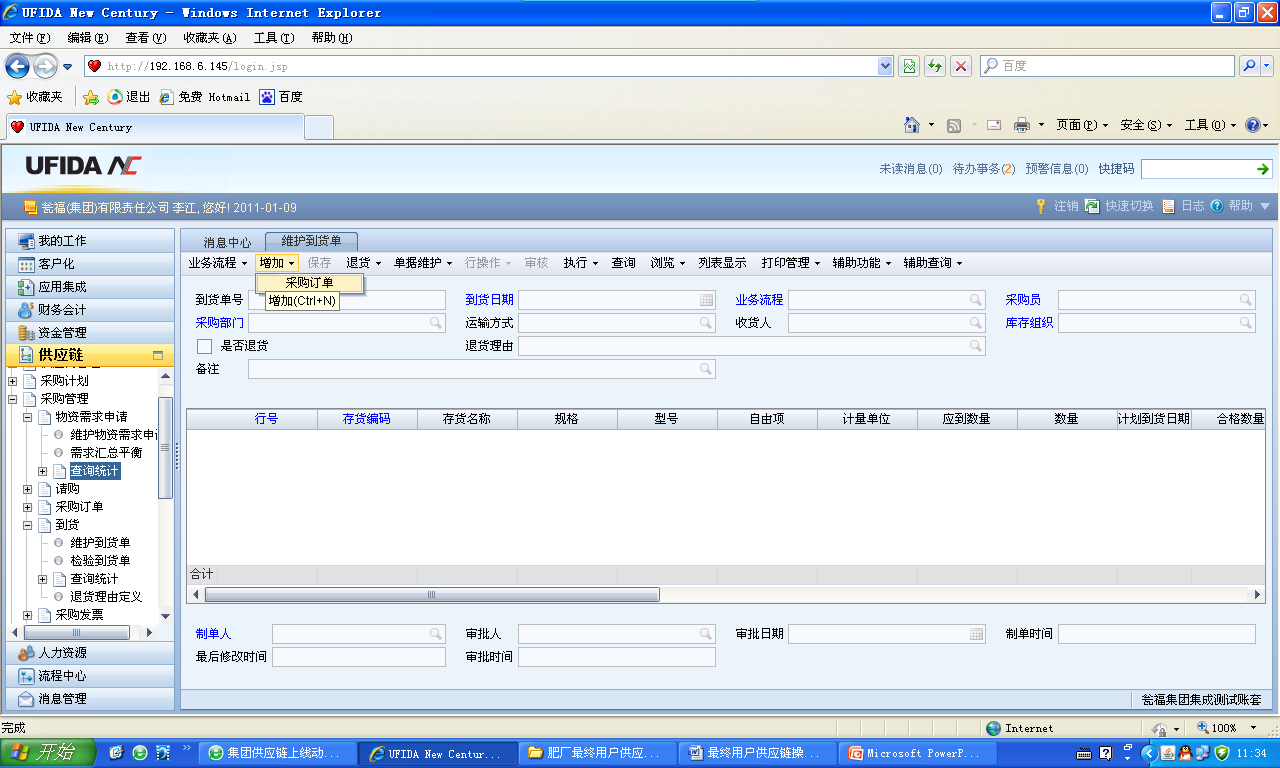 UFIDA New Century - Windows Internet Explorer
文件(F) 编辑(E) 查看(V) 收藏夹(A) 工具(T) 帮助(H)
http://192.168.6.145/login.jsp 百度
收藏夹 退出 免费 Hotmail 百度
UFIDA New Century 页面(P) 安全(S) 工具(O)
UFIDA NC 未读消息(0) 待办事务(2) 预警信息(0) 快捷码
瓮福(集团)有限责任公司 李江,您好! 2011-01-09 注销 快速切换 日志 帮助
我的工作
客户化
应用集成
财务会计
资金管理
供应链
采购计划
采购管理
物资需求申请
维护物资需求申
需求汇总平衡
查询统计
请购
采购订单
到货
维护到货单
检验到货单
查询统计
退货理由定义
采购发票
人力资源
流程中心
消息管理
消息中心 维护到货单
业务流程 增加 保存 退货 单据维护 行操作 审核 执行 查询 浏览 列表显示 打印管理 辅助功能 辅助查询
采购订单
增加(Ctrl+N)
到货单号 到货日期 业务流程 采购员
采购部门 运输方式 收货人 库存组织
是否退货 退货理由
备注
行号 存货编码 存货名称 规格 型号 自由项 计量单位 应到数量 数量 计划到货日期 合格数量
合计
制单人 审批人 审批日期 制单时间
最后修改时间 审批时间
瓮福集团集成测试账套
完成 Internet 100%
开始 集团供应链上线动... UFIDA New Centur... 肥厂最终用户供应... 最终用户供应链操... Microsoft PowerP... 11:34